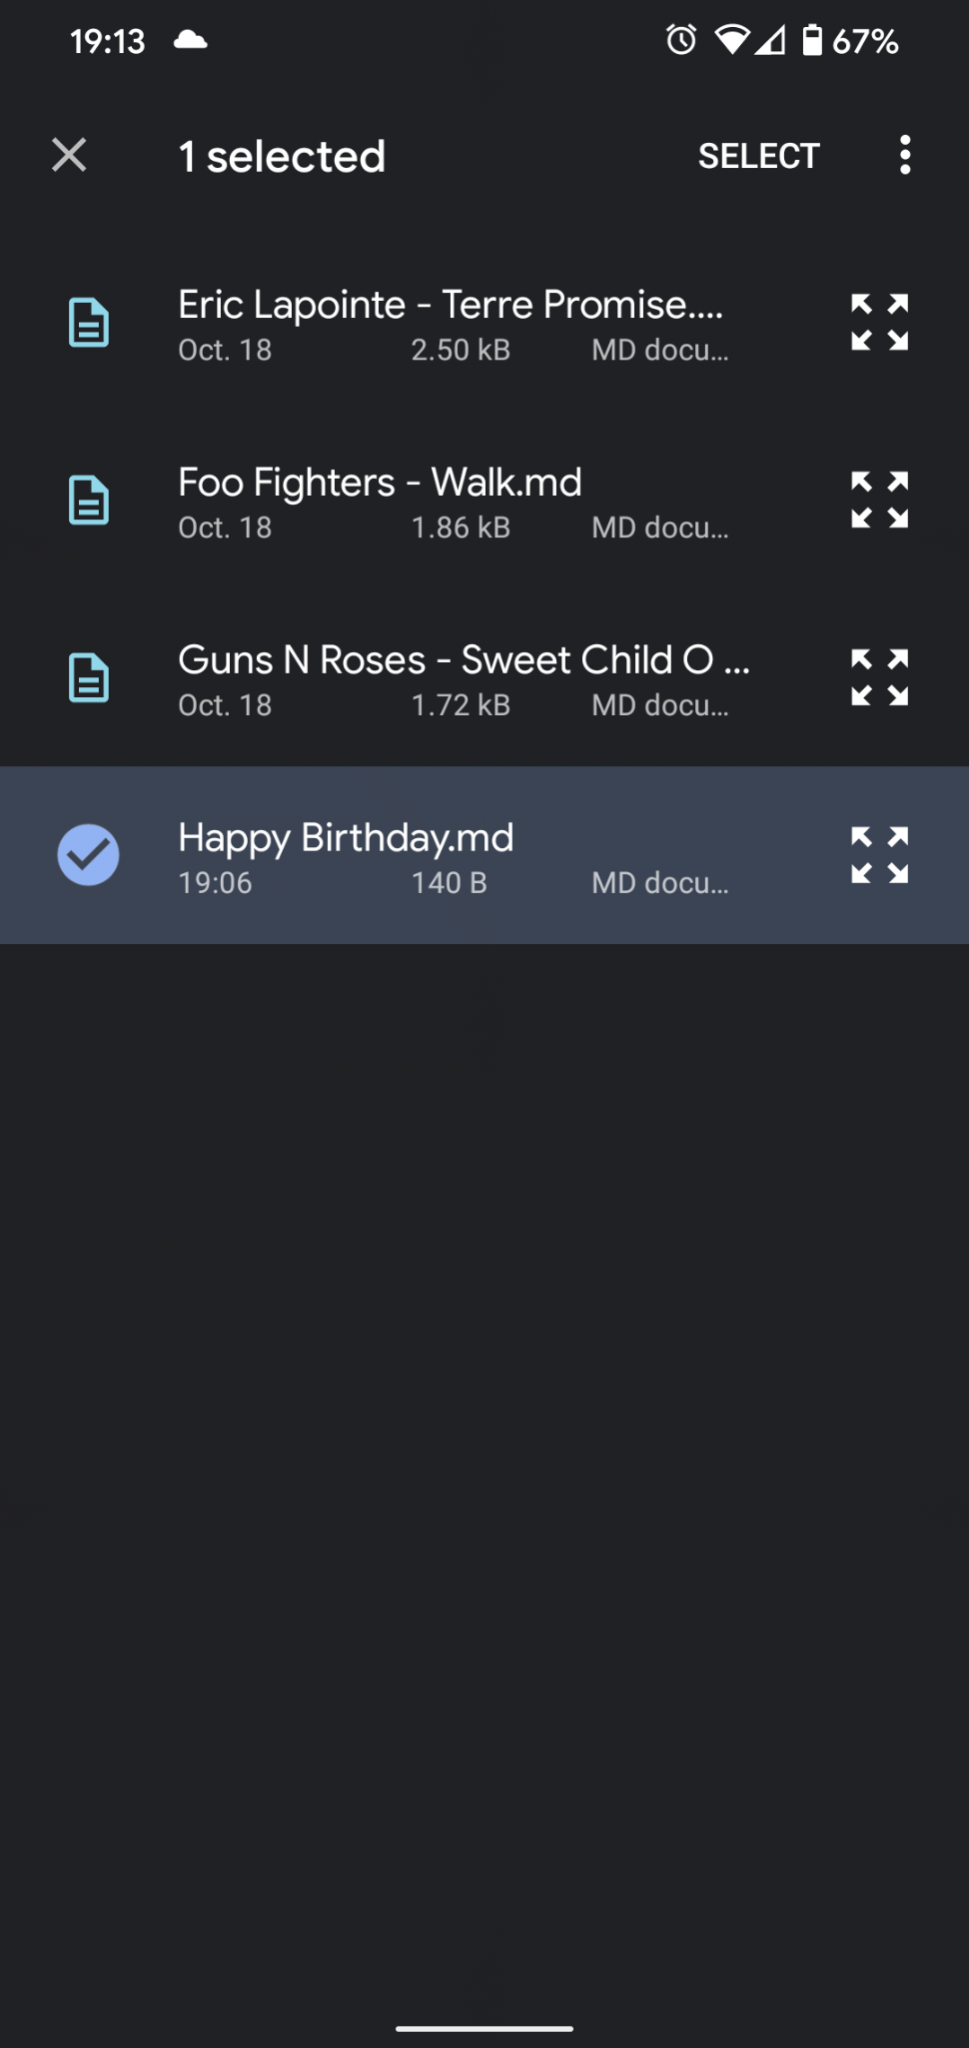 19:13 67%
1 selected SELECT
Eric Lapointe - Terre Promise....
Oct. 18 2.50 kB MD docu...
Foo Fighters - Walk.md
Oct. 18 1.86 kB MD docu...
Guns N Roses - Sweet Child O ...
Oct. 18 1.72 kB MD docu...
Happy Birthday.md
19:06 140 B MD docu...